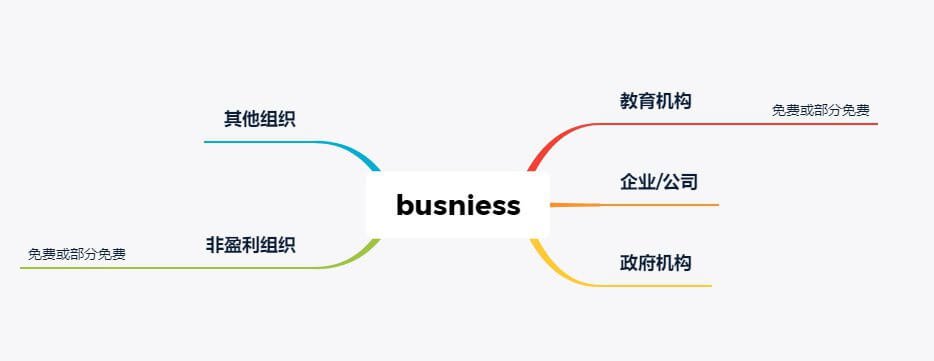 教育机构
免费或部分免费
其他组织
企业/公司
busniess
非盈利组织
免费或部分免费
政府机构